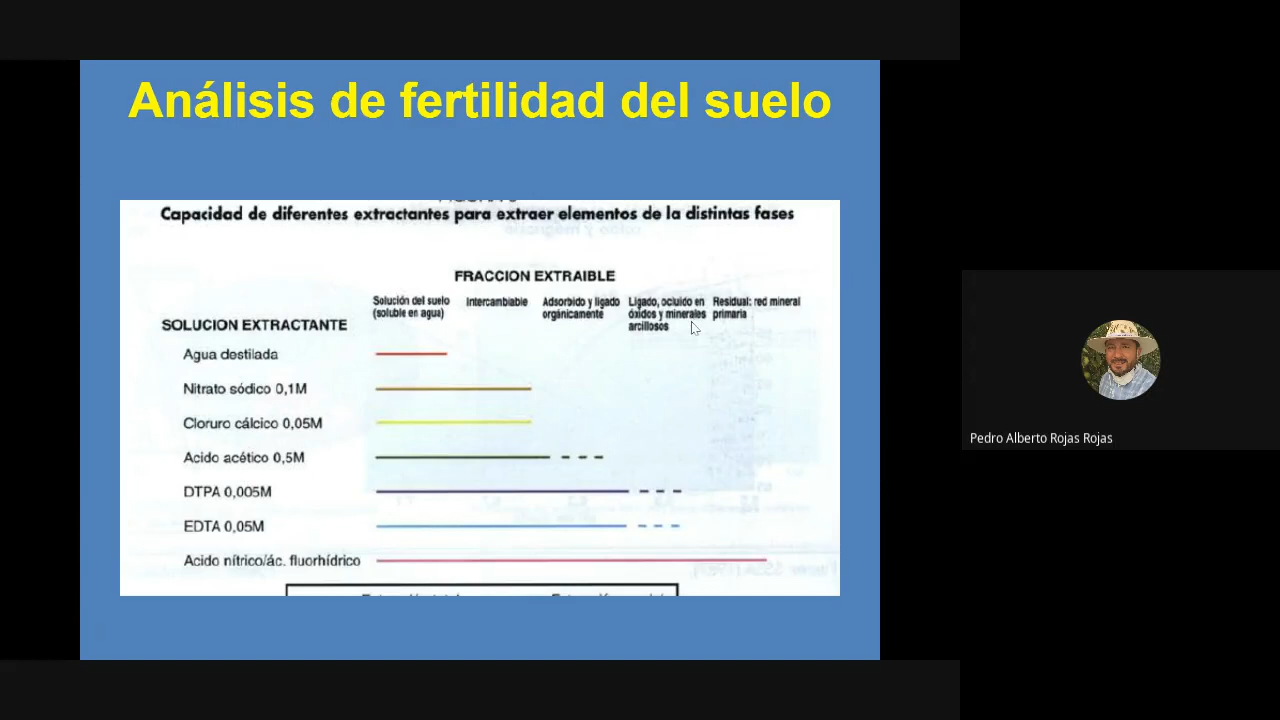 Análisis de fertilidad del suelo
Capacidad de diferentes extractantes para extraer elementos de la distintas fases
FRACCION EXTRAIBLE
SOLUCION EXTRACTANTE
Solución del suelo
(soluble en agua)
Intercambiable
Adsorbido y ligado
orgánicamente
Ligado, ocluido en
óxidos y minerales
arcillosos
Residual: red mineral
primaria
Agua destilada
Nitrato sódico 0,1M
Cloruro cálcico 0,05M
Acido acético 0,5M
DTPA 0,005M
EDTA 0,05M
Acido nítrico/ác. fluorhídrico
Pedro Alberto Rojas Rojas